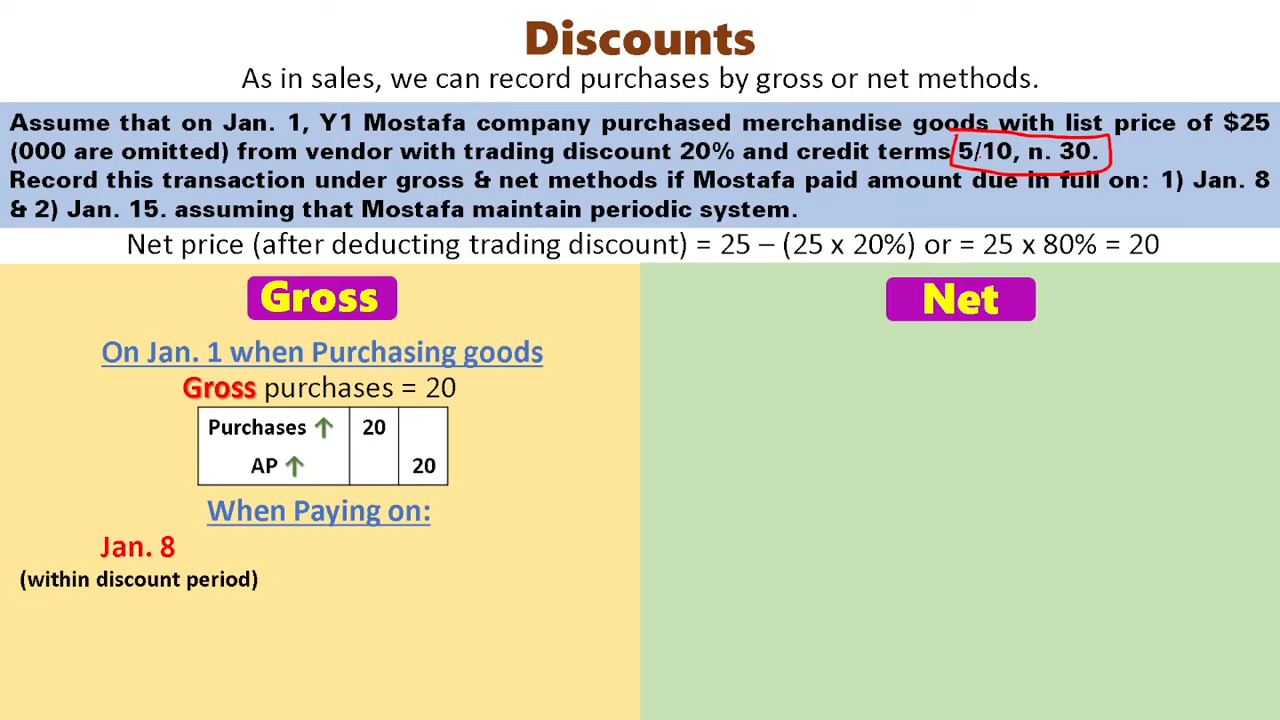 Discounts
As in sales, we can record purchases by gross or net methods.
Assume that on Jan. 1, Y1 Mostafa company purchased merchandise goods with list price of $25
(000 are omitted) from vendor with trading discount 20% and credit terms 5/10, n. 30.
Record this transaction under gross & net methods if Mostafa paid amount due in full on: 1) Jan. 8
& 2) Jan. 15. assuming that Mostafa maintain periodic system.
Net price (after deducting trading discount) = 25 – (25 x 20%) or = 25 x 80% = 20
Gross
On Jan. 1 when Purchasing goods
Gross purchases = 20
Purchases ↑ 20
AP ↑ 20
When Paying on:
Jan. 8
(within discount period)
Net